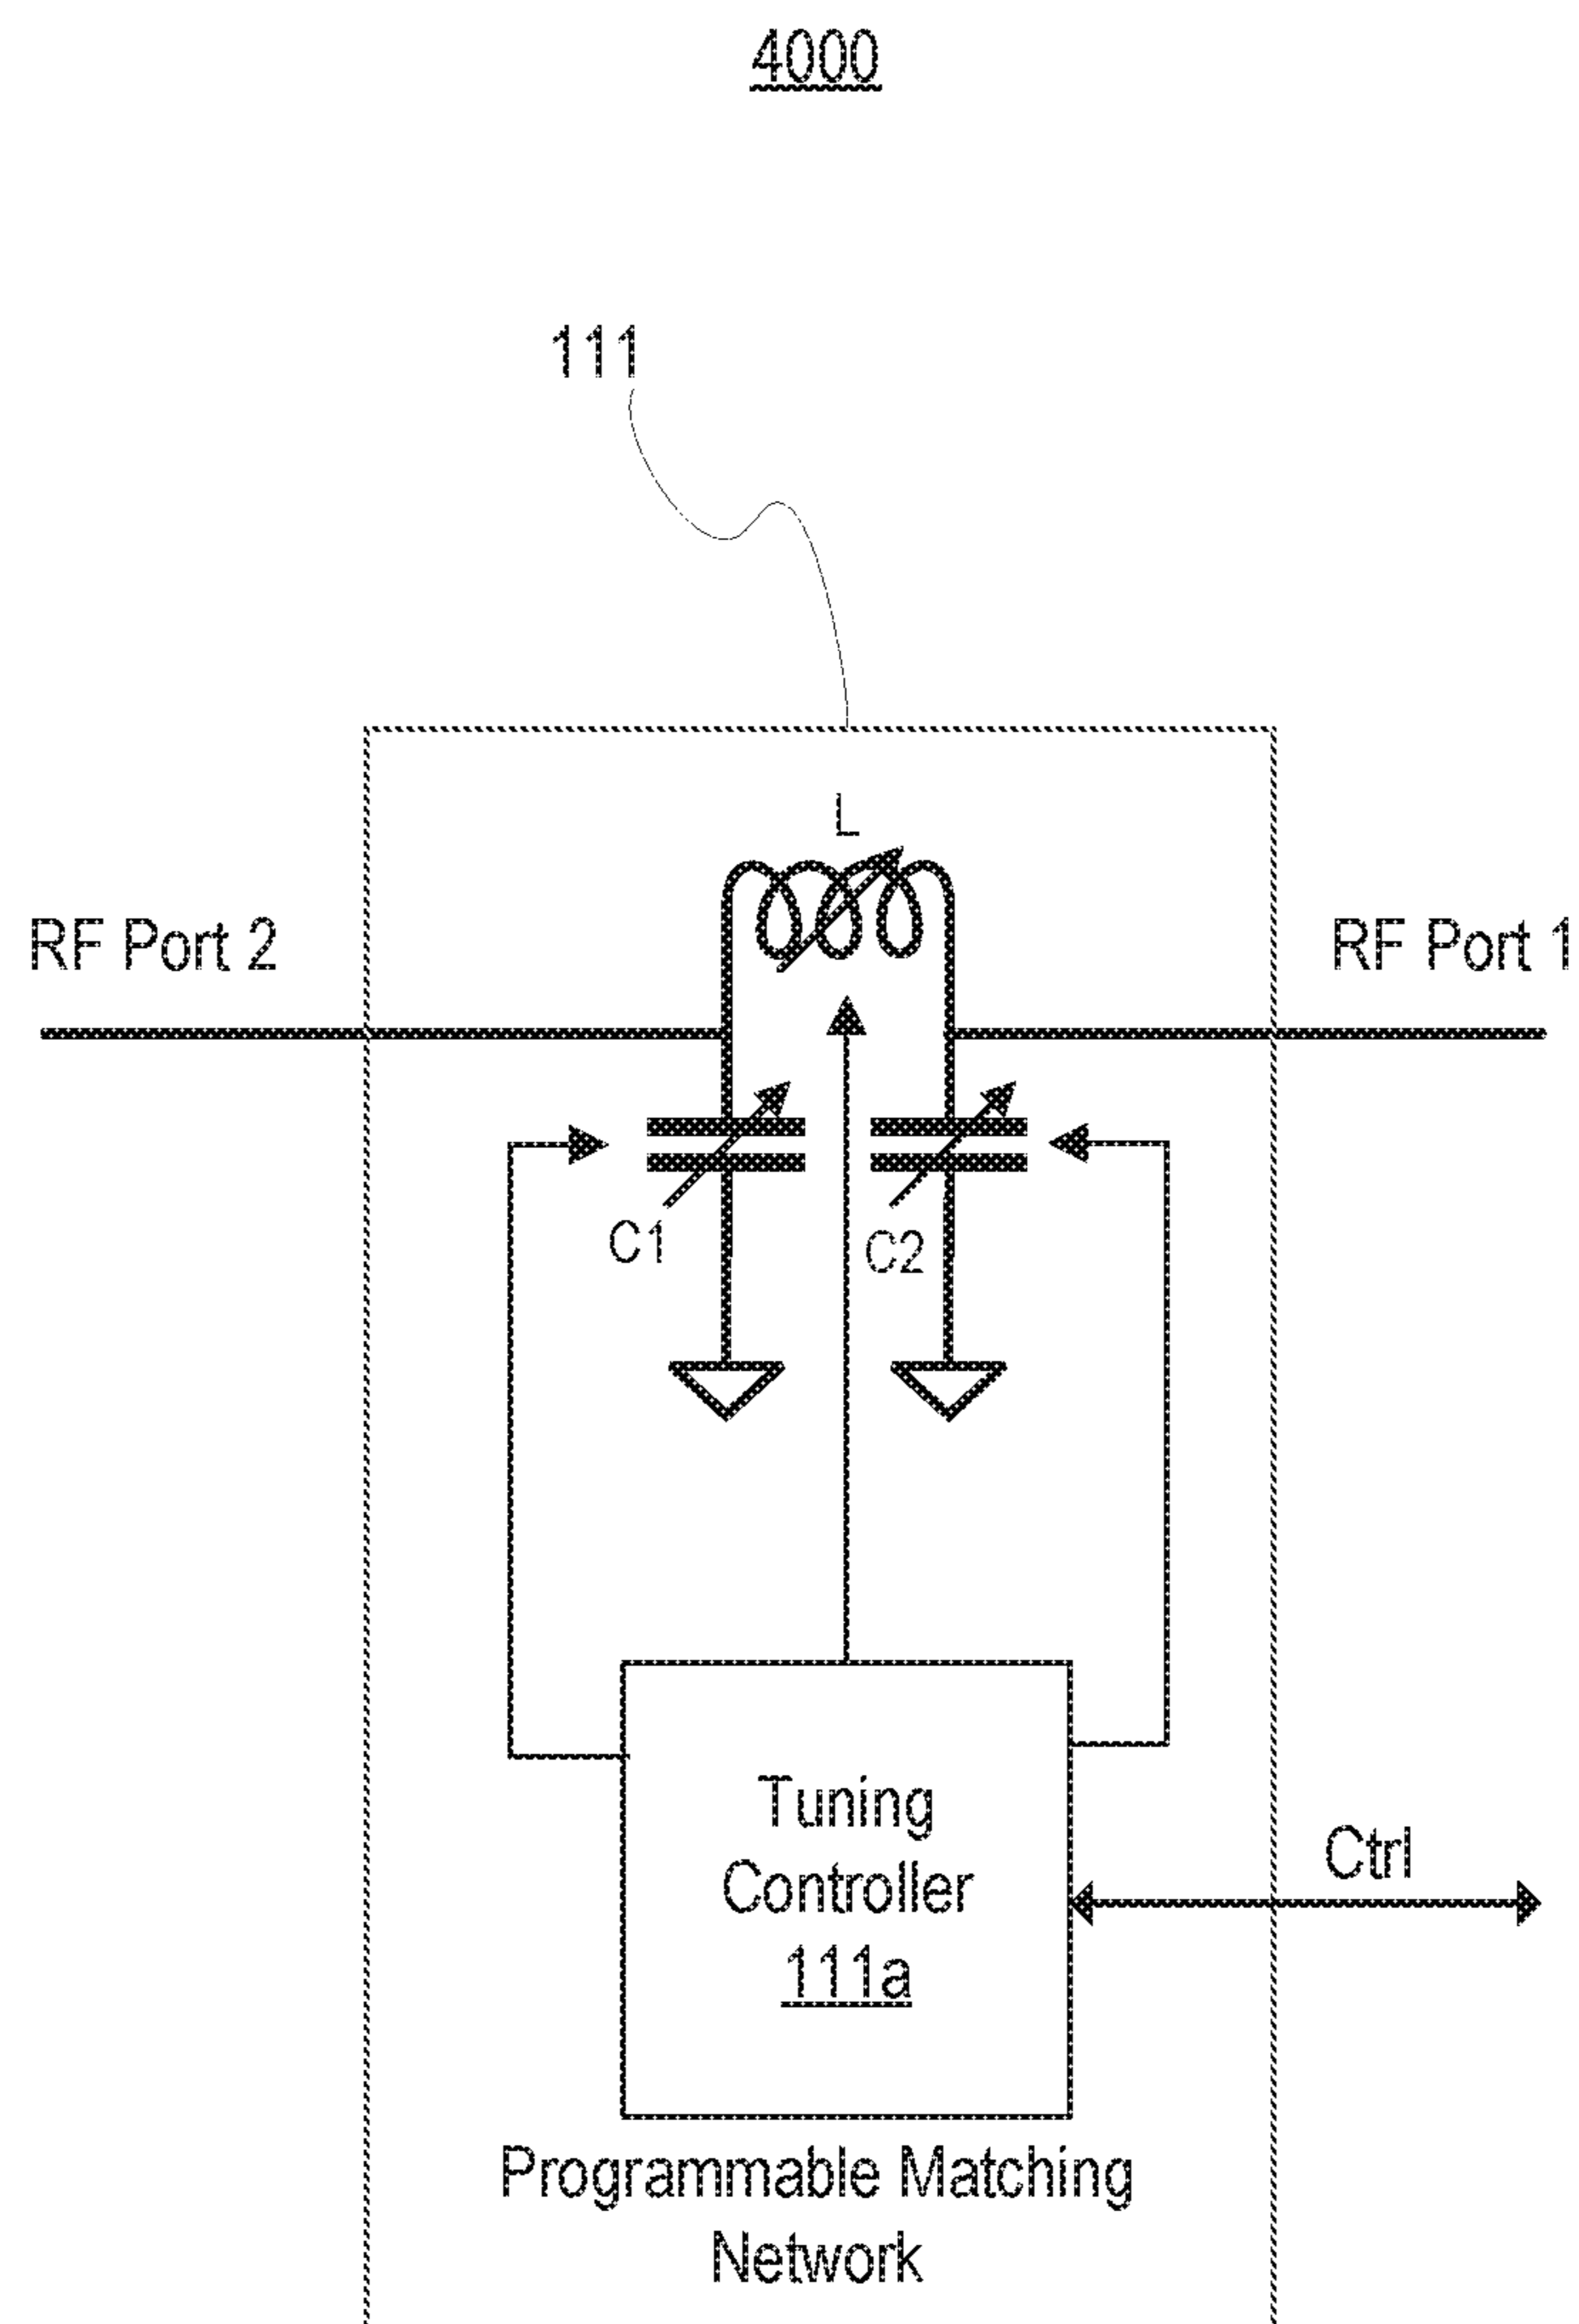 4000
111
L
RF Port 2
RF Port 1
C1
C2
Tuning
Controller
111a
Ctrl
Programmable Matching
Network